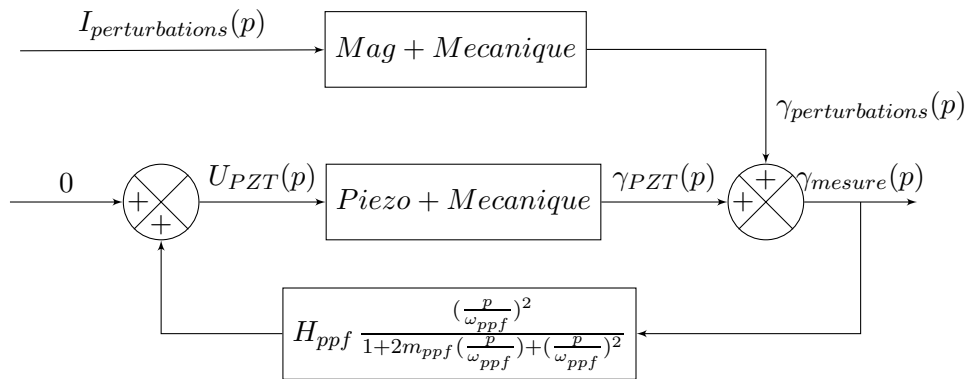 I_{perturbations}(p)
Mag + Mecanique
γ_{perturbations}(p)
0
+
+
U_{PZT}(p)
Piezo + Mecanique
γ_{PZT}(p)
+
+
γ_{mesure}(p)
H_{ppf} \frac{(\frac{p}{ω_{ppf}})^2}{1+2m_{ppf}(\frac{p}{ω_{ppf}})+(\frac{p}{ω_{ppf}})^2}